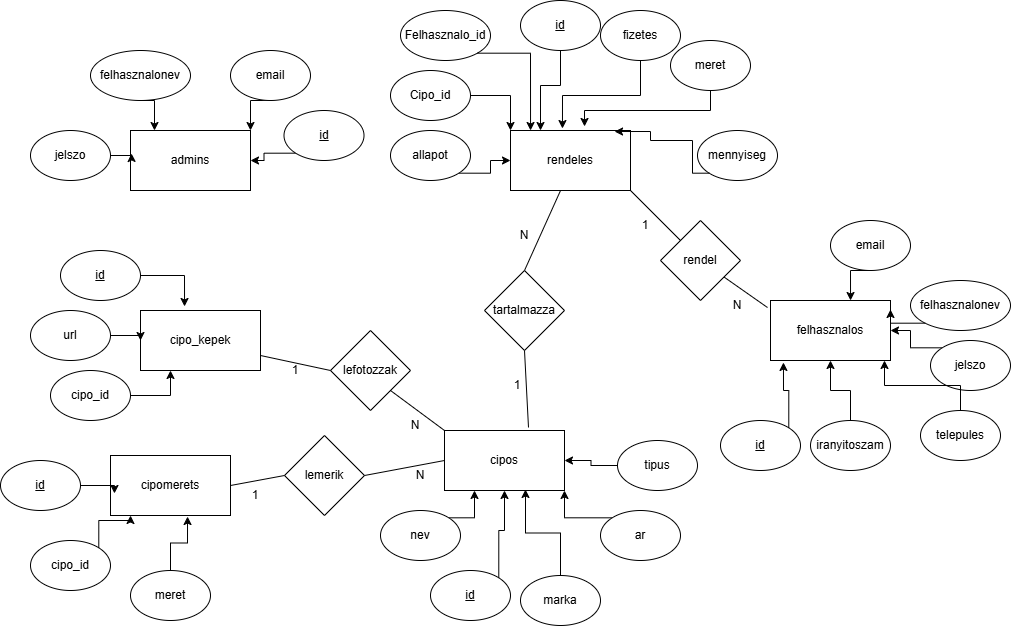 id
Felhasznalo_id
fizetes
meret
felhasznalonev
email
Cipo_id
id
jelszo
admins
allapot
rendeles
mennyiseg
1
N
rendel
email
id
N
felhasznalonev
tartalmazza
url
cipo_kepek
felhasznalos
1
lefotozzak
jelszo
1
cipo_id
N
telepules
id
iranyitoszam
cipos
tipus
id
cipomerets
lemerik
N
1
nev
ar
cipo_id
meret
id
marka